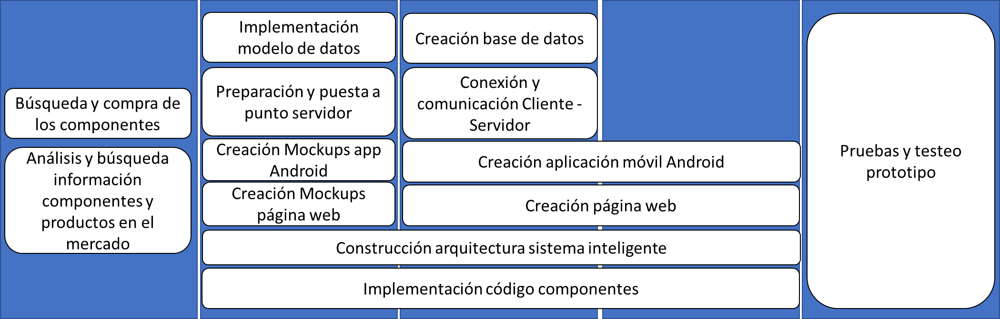 Búsqueda y compra de
los componentes
Análisis y búsqueda
información
componentes y
productos en el
mercado
Implementación
modelo de datos
Preparación y puesta a
punto servidor
Creación Mockups app
Android
Creación Mockups
página web
Creación base de datos
Conexión y
comunicación Cliente -
Servidor
Creación aplicación móvil Android
Creación página web
Construcción arquitectura sistema inteligente
Implementación código componentes
Pruebas y testeo
prototipo